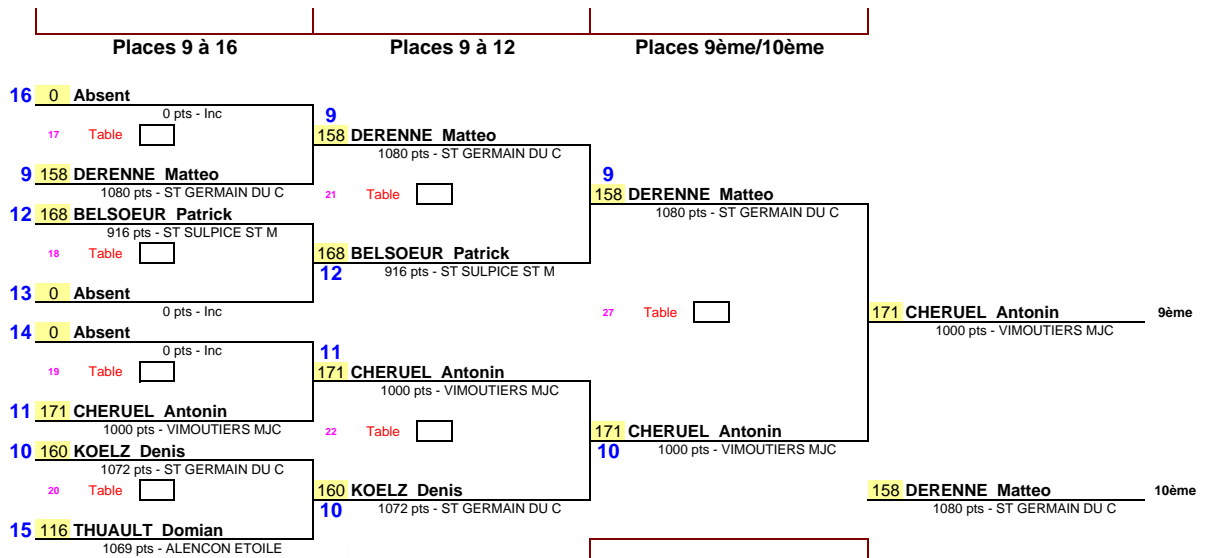 Places 9 à 16 Places 9 à 12 Places 9ème/10ème
16 0 Absent
0 pts - Inc
17 Table
9 158 DERENNE Matteo
1080 pts - ST GERMAIN DU C
12 168 BELSOEUR Patrick
916 pts - ST SULPICE ST M
18 Table
13 0 Absent
0 pts - Inc
14 0 Absent
0 pts - Inc
19 Table
11 171 CHERUEL Antonin
1000 pts - VIMOUTIERS MJC
10 160 KOELZ Denis
1072 pts - ST GERMAIN DU C
20 Table
15 116 THUAULT Domian
1069 pts - ALENCON ETOILE
9
158 DERENNE Matteo
1080 pts - ST GERMAIN DU C
21 Table
168 BELSOEUR Patrick
12 916 pts - ST SULPICE ST M
11
171 CHERUEL Antonin
1000 pts - VIMOUTIERS MJC
22 Table
160 KOELZ Denis
10 1072 pts - ST GERMAIN DU C
9
158 DERENNE Matteo
1080 pts - ST GERMAIN DU C
27 Table
171 CHERUEL Antonin
10 1000 pts - VIMOUTIERS MJC
171 CHERUEL Antonin 9ème
1000 pts - VIMOUTIERS MJC
158 DERENNE Matteo 10ème
1080 pts - ST GERMAIN DU C